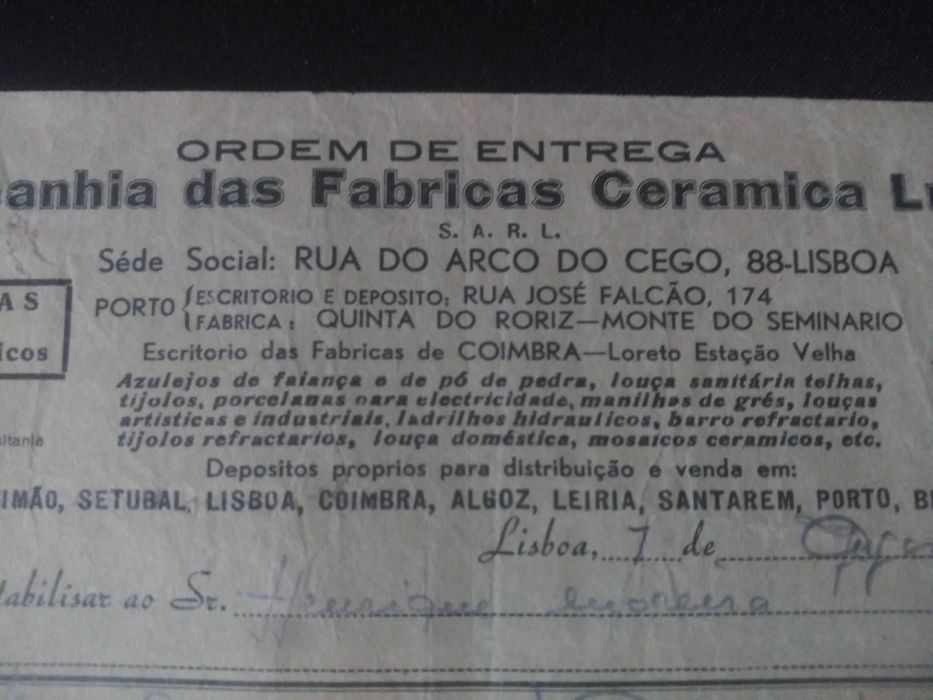 ORDEM DE ENTREGA
anhia das Fabricas Ceramica L
S. A. R. L.
Séde Social: RUA DO ARCO DO CEGO, 88-LISBOA
PORTO ESCRITORIO E DEPOSITO: RUA JOSÉ FALCÃO, 174
FABRICA: QUINTA DO RORIZ—MONTE DO SEMINARIO
A S
icos
Escritorio das Fabricas de COIMBRA—Loreto Estação Velha
Azulejos de faiança e de pó de pedra, louça sanitária telhas,
tijolos, porcelanas para electricidade, manilhas de grés, louças
artisticas e industriais, ladrilhos hidraulicos, barro refractario,
sitania
tijolos refractarios, louça doméstica, mosaicos ceramicos, etc.
Depositos proprios para distribuição e venda em:
IMÃO, SETUBAL, LISBOA, COIMBRA, ALGOZ, LEIRIA, SANTAREM, PORTO, B
Lisboa, 7 de
tabilisar ao Sr. Henrique Moreira